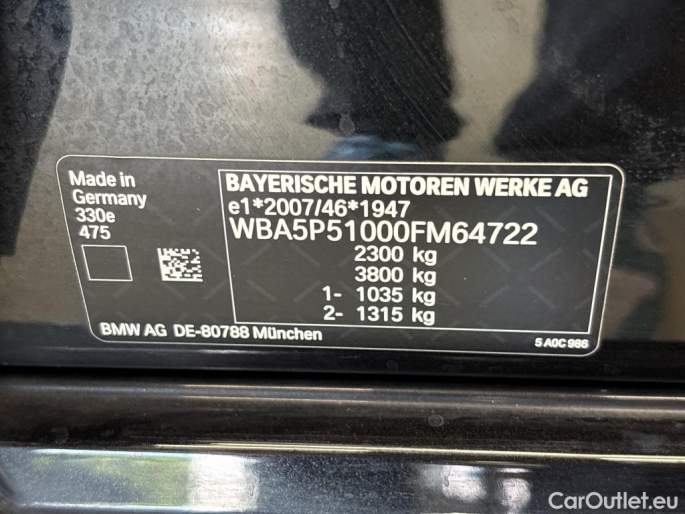 Made in
Germany
330e
475
BAYERISCHE MOTOREN WERKE AG
e1*2007/46*1947
WBA5P51000FM64722
2300 kg
3800 kg
1- 1035 kg
2- 1315 kg
BMW AG DE-80788 München
5 A0C 986
CarOutlet.eu